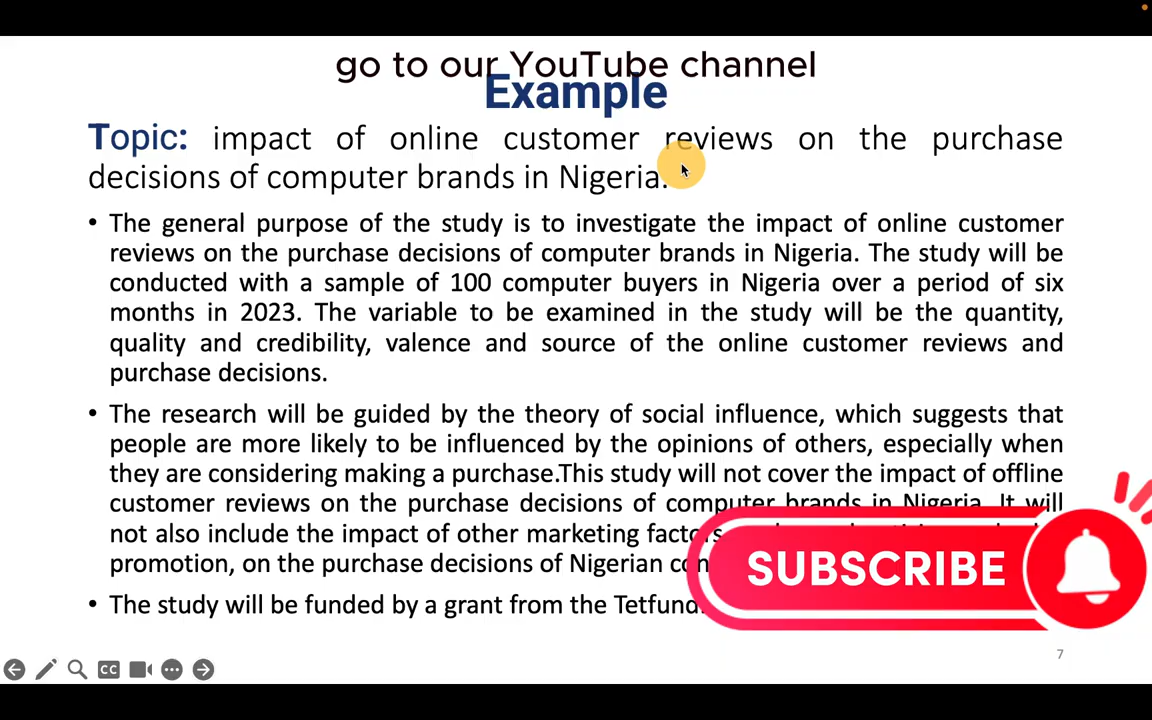 go to our YouTube channel
Example
Topic: impact of online customer reviews on the purchase
decisions of computer brands in Nigeria.
• The general purpose of the study is to investigate the impact of online customer
reviews on the purchase decisions of computer brands in Nigeria. The study will be
conducted with a sample of 100 computer buyers in Nigeria over a period of six
months in 2023. The variable to be examined in the study will be the quantity,
quality and credibility, valence and source of the online customer reviews and
purchase decisions.
• The research will be guided by the theory of social influence, which suggests that
people are more likely to be influenced by the opinions of others, especially when
they are considering making a purchase.This study will not cover the impact of offline
customer reviews on the purchase decisions of computer brands in Nigeria. It will
not also include the impact of other marketing factors
promotion, on the purchase decisions of Nigerian
• The study will be funded by a grant from the Tetfund.
SUBSCRIBE
CC
7